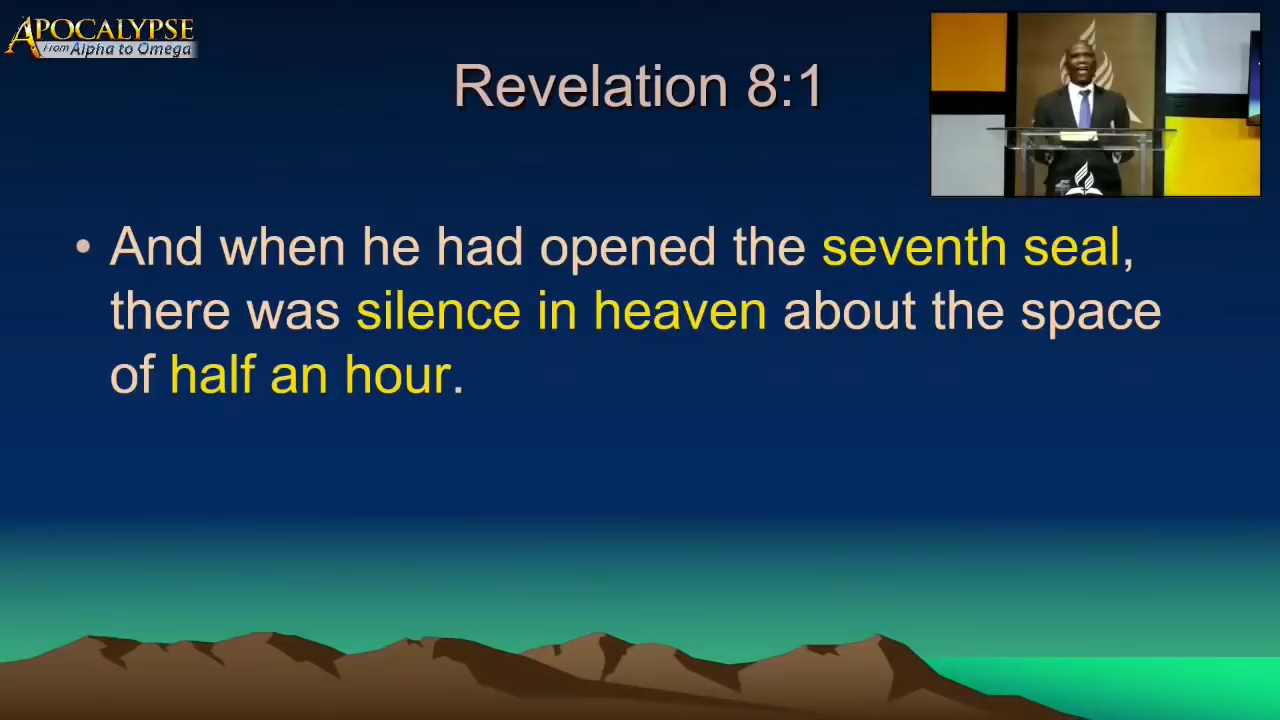 APOCALYPSE
From Alpha to Omega
Revelation 8:1
• And when he had opened the seventh seal,
there was silence in heaven about the space
of half an hour.